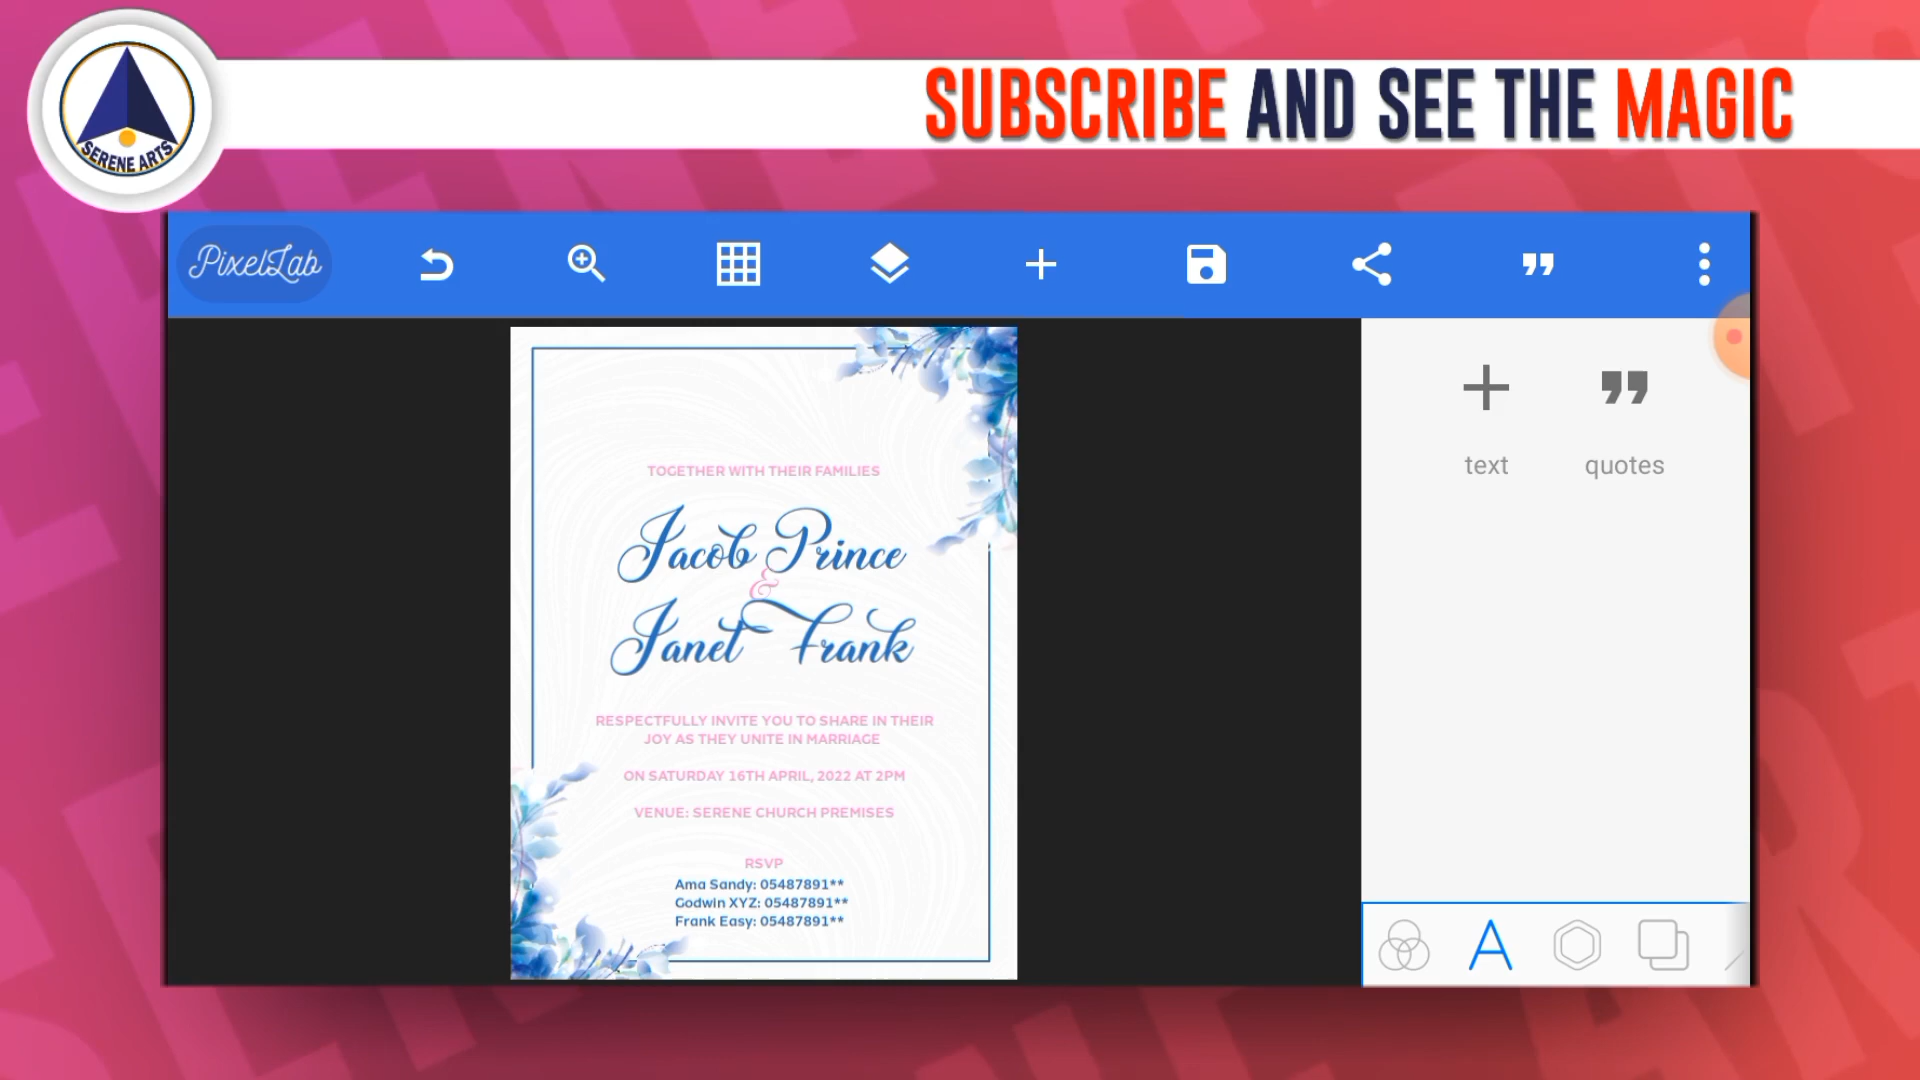 SERENE ARTS
SUBSCRIBE AND SEE THE MAGIC
PixelLab
text
quotes
TOGETHER WITH THEIR FAMILIES
Jacob Prince
&
Janet Frank
RESPECTFULLY INVITE YOU TO SHARE IN THEIR
JOY AS THEY UNITE IN MARRIAGE
ON SATURDAY 16TH APRIL, 2022 AT 2PM
VENUE: SERENE CHURCH PREMISES
RSVP
Ama Sandy: 05487891**
Godwin XYZ: 05487891**
Frank Easy: 05487891**